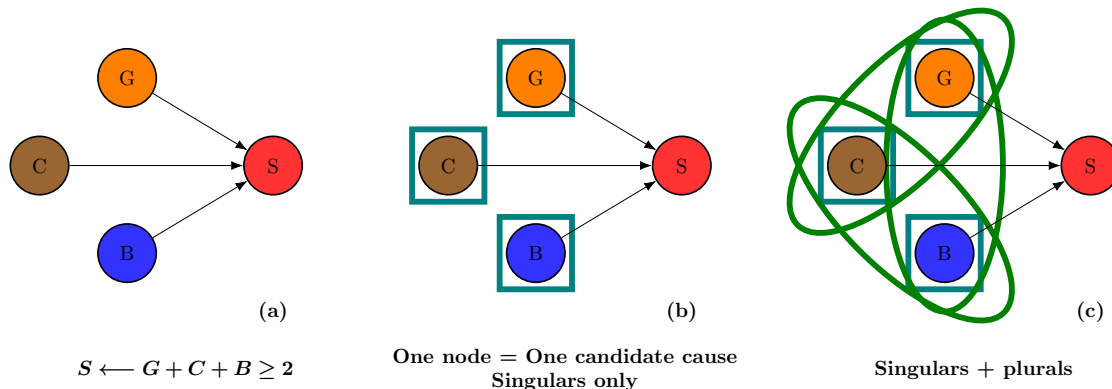 G
C
S
B
(a)
S ⟵ G + C + B ≥ 2
G
C
S
B
(b)
One node = One candidate cause
Singulars only
G
C
S
B
(c)
Singulars + plurals